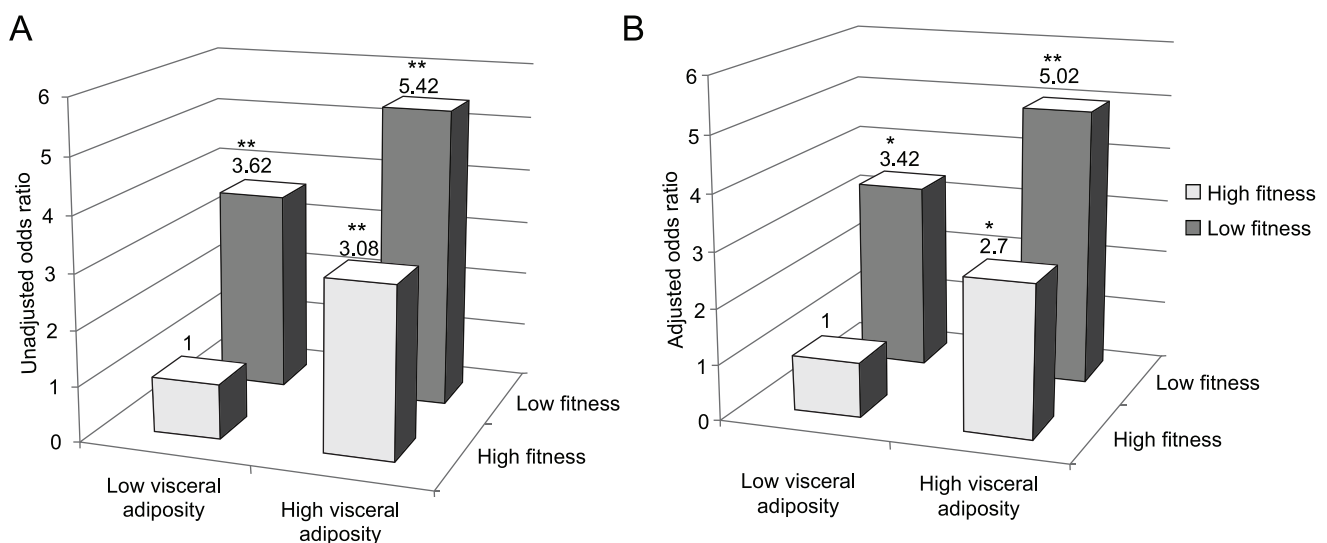 A
Unadjusted odds ratio
6
5
4
3
2
1
0
**
5.42
**
3.62
**
3.08
1
Low fitness
High fitness
Low visceral
adiposity
High visceral
adiposity
B
Adjusted odds ratio
6
5
4
3
2
1
0
**
5.02
*
3.42
*
2.7
1
Low fitness
High fitness
Low visceral
adiposity
High visceral
adiposity
High fitness
Low fitness